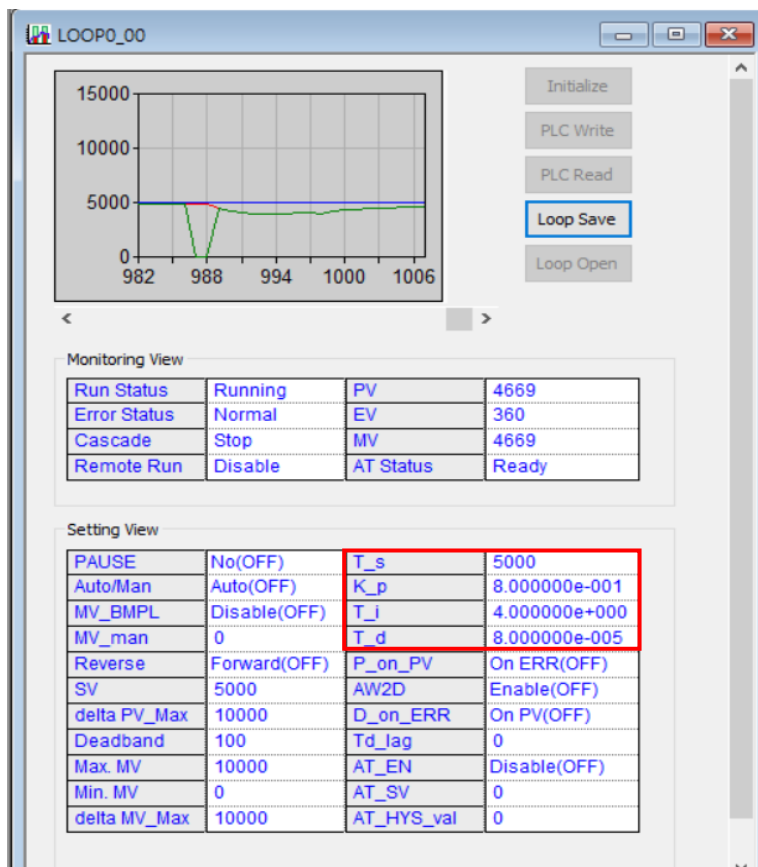 LOOP0_00
15000
10000
5000
0
982 988 994 1000 1006
Initialize
PLC Write
PLC Read
Loop Save
Loop Open
Monitoring View
Run Status Running PV 4669
Error Status Normal EV 360
Cascade Stop MV 4669
Remote Run Disable AT Status Ready
Setting View
PAUSE No(OFF) T_s 5000
Auto/Man Auto(OFF) K_p 8.000000e-001
MV_BMPL Disable(OFF) T_i 4.000000e+000
MV_man 0 T_d 8.000000e-005
Reverse Forward(OFF) P_on_PV On ERR(OFF)
SV 5000 AW2D Enable(OFF)
delta PV_Max 10000 D_on_ERR On PV(OFF)
Deadband 100 Td_lag 0
Max. MV 10000 AT_EN Disable(OFF)
Min. MV 0 AT_SV 0
delta MV_Max 10000 AT_HYS_val 0